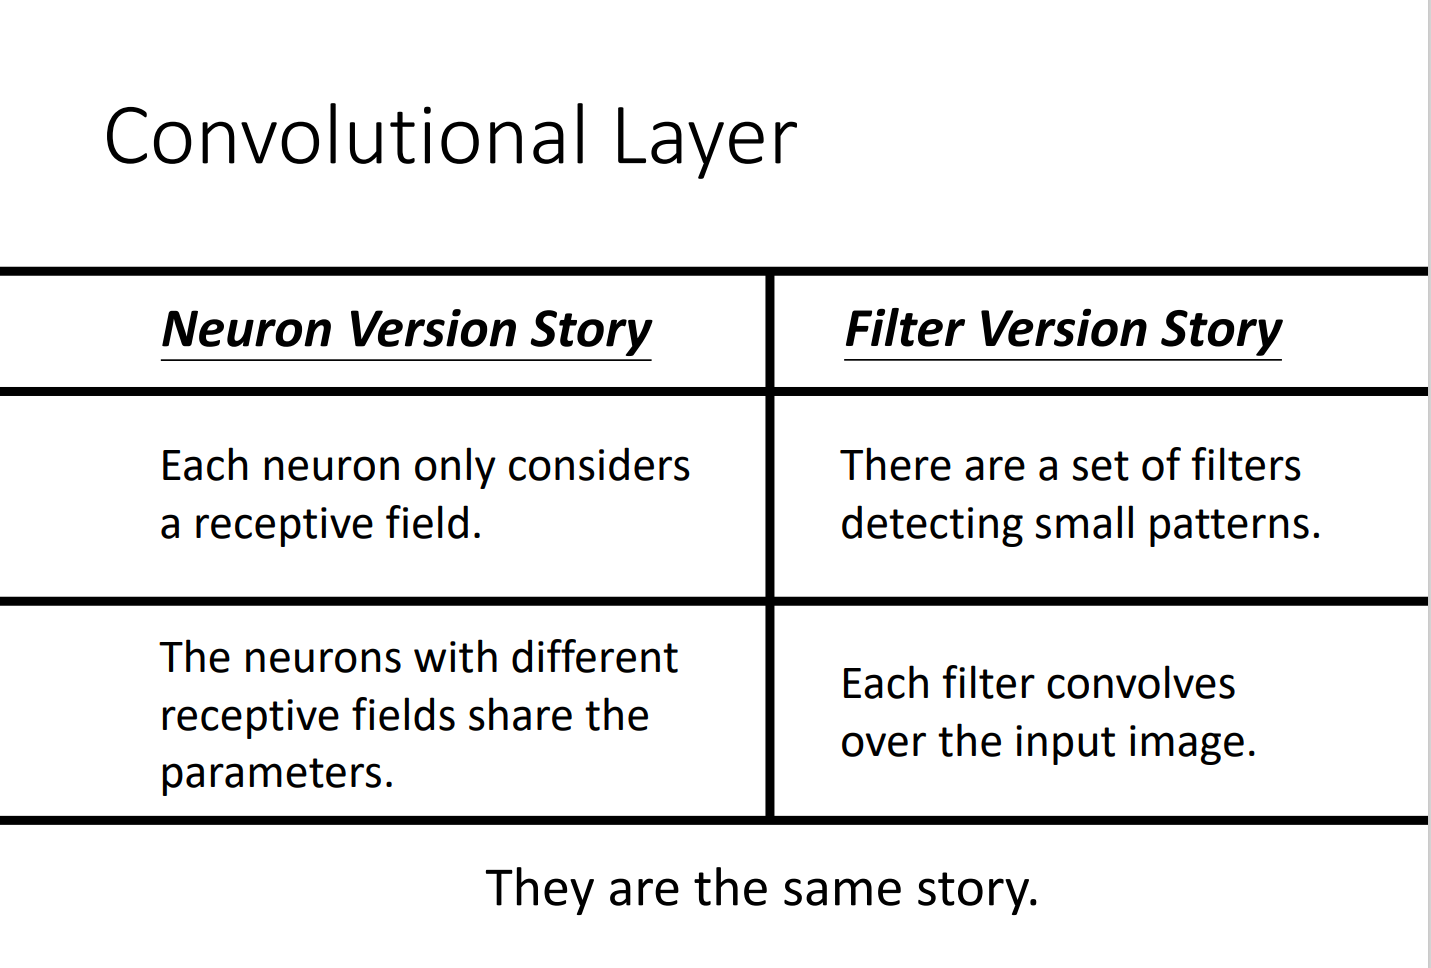 Convolutional Layer
Neuron Version Story
Filter Version Story
Each neuron only considers
a receptive field.
There are a set of filters
detecting small patterns.
The neurons with different
receptive fields share the
parameters.
Each filter convolves
over the input image.
They are the same story.